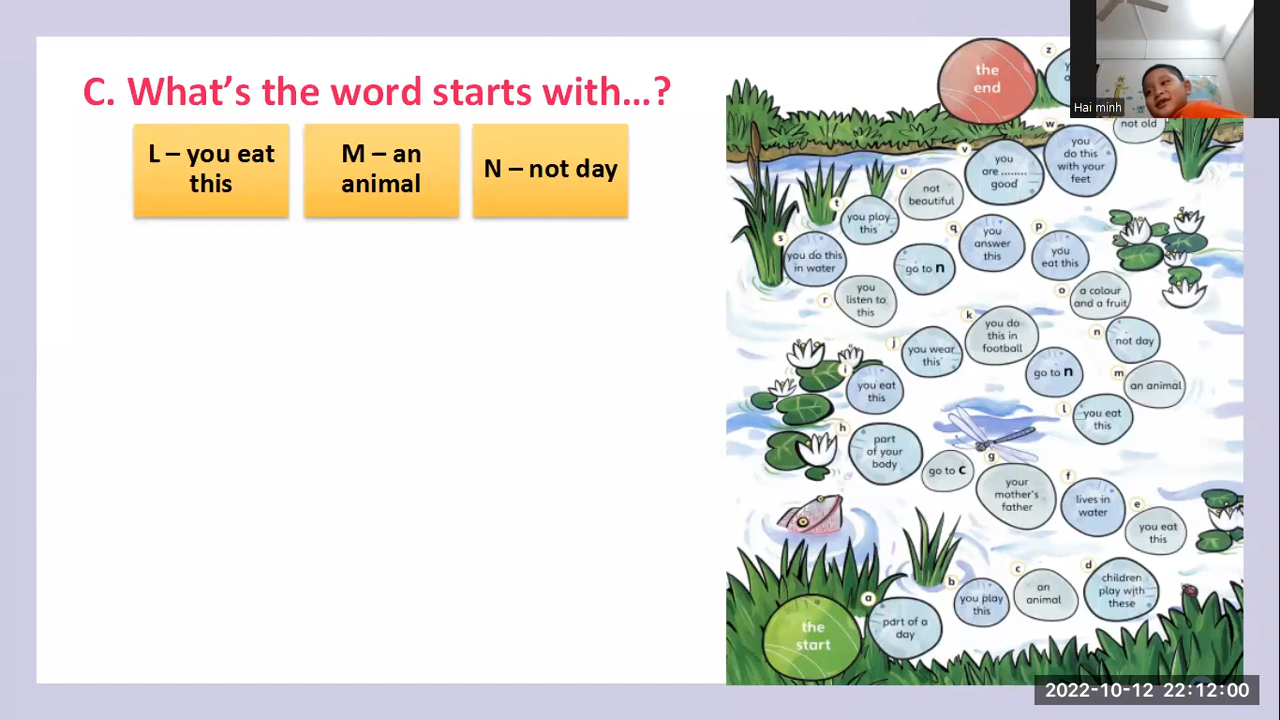 C. What's the word starts with...?
L – you eat
this
M – an
animal
N – not day
the
end
z
Hai minh
not old
w
you
do this
with your
feet
v
you
are ........
good
u
not
beautiful
t
you play
this
s
you do this
in water
r
you
listen to
this
go to n
q
you
answer
this
p
you
eat this
o
a colour
and a fruit
n
not day
m
an animal
go to n
l
you eat
this
k
you do
this in
football
j
you wear
this
i
you eat
this
h
part
of your
body
go to c
g
your
mother's
father
f
lives in
water
e
you eat
this
d
children
play with
these
c
an
animal
b
you play
this
a
part of a
day
the
start
2022-10-12 22:12:00